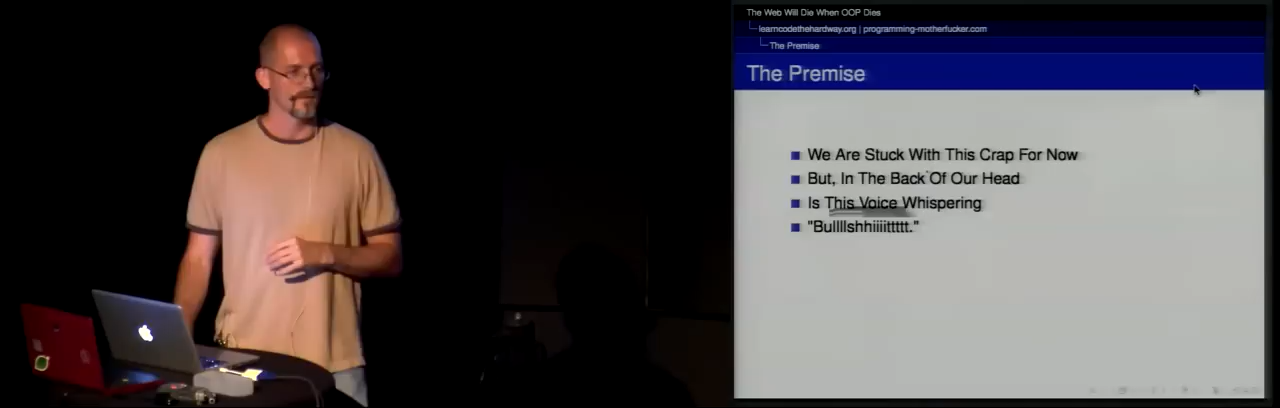 The Web Will Die When OOP Dies
learncodethehardway.org | programming-motherfucker.com
The Premise
The Premise
We Are Stuck With This Crap For Now
But, In The Back Of Our Head
Is This Voice Whispering
"Bullllshhiiiittttt."